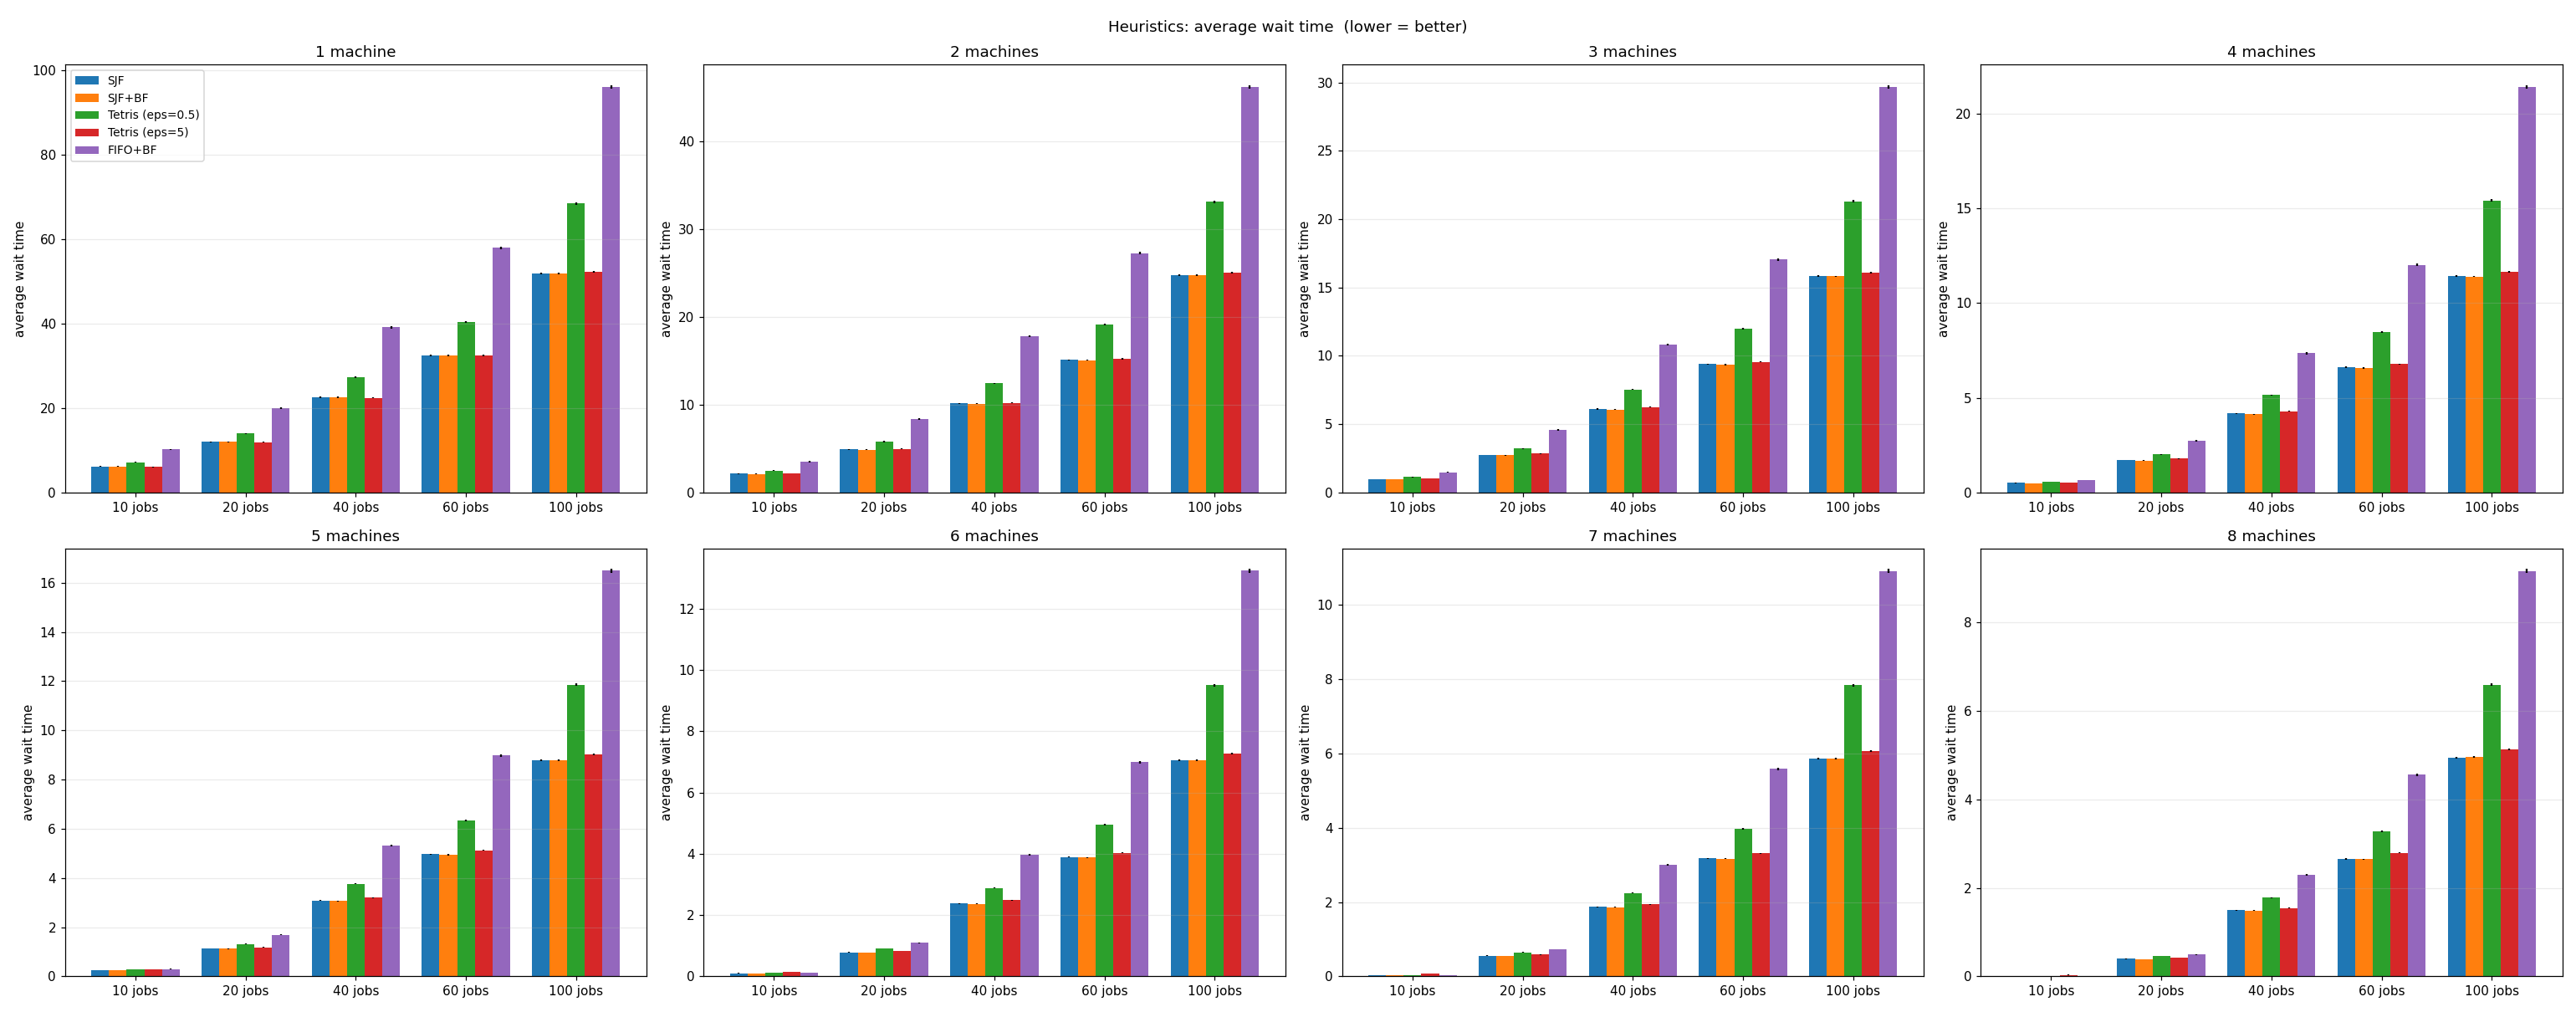 Heuristics: average wait time  (lower = better)
1 machine
100
80
60
40
20
0
average wait time
SJF
SJF+BF
Tetris (eps=0.5)
Tetris (eps=5)
FIFO+BF
10 jobs
20 jobs
40 jobs
60 jobs
100 jobs
2 machines
40
30
20
10
0
average wait time
10 jobs
20 jobs
40 jobs
60 jobs
100 jobs
3 machines
30
25
20
15
10
5
0
average wait time
10 jobs
20 jobs
40 jobs
60 jobs
100 jobs
4 machines
20
15
10
5
0
average wait time
10 jobs
20 jobs
40 jobs
60 jobs
100 jobs
5 machines
16
14
12
10
8
6
4
2
0
average wait time
10 jobs
20 jobs
40 jobs
60 jobs
100 jobs
6 machines
12
10
8
6
4
2
0
average wait time
10 jobs
20 jobs
40 jobs
60 jobs
100 jobs
7 machines
10
8
6
4
2
0
average wait time
10 jobs
20 jobs
40 jobs
60 jobs
100 jobs
8 machines
8
6
4
2
0
average wait time
10 jobs
20 jobs
40 jobs
60 jobs
100 jobs